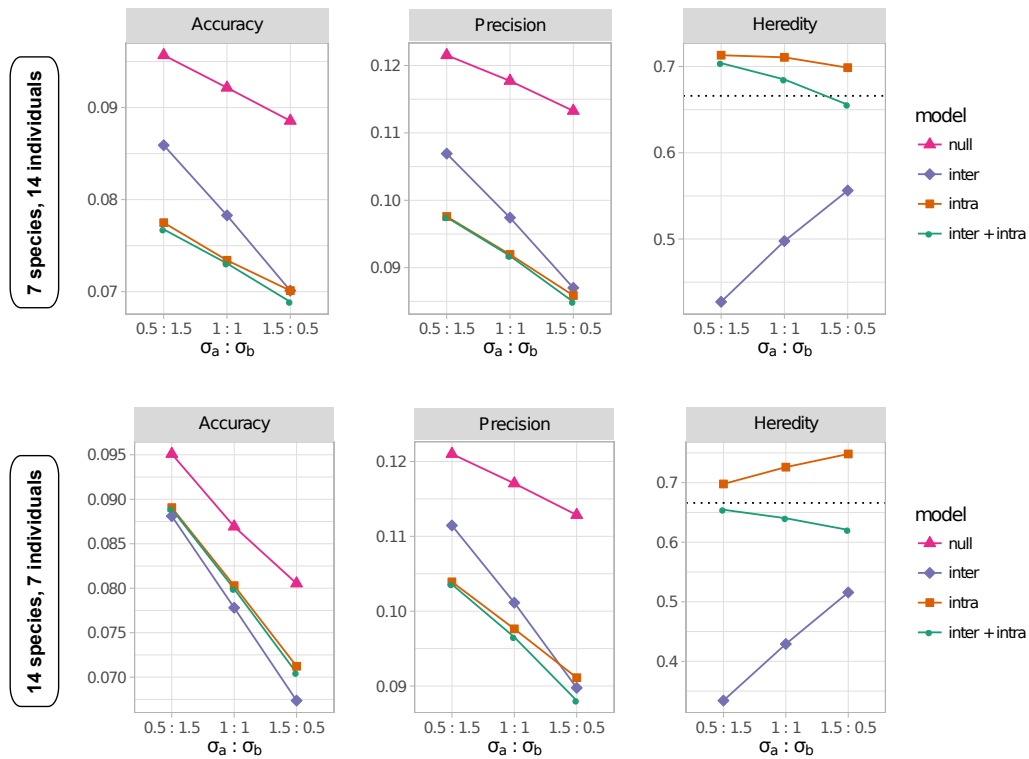 7 species, 14 individuals
Accuracy
0.09
0.08
0.07
0.5 : 1.5 1 : 1 1.5 : 0.5
σa : σb
Precision
0.12
0.11
0.10
0.09
0.5 : 1.5 1 : 1 1.5 : 0.5
σa : σb
Heredity
0.7
0.6
0.5
0.5 : 1.5 1 : 1 1.5 : 0.5
σa : σb
model
null
inter
intra
inter + intra
14 species, 7 individuals
Accuracy
0.095
0.090
0.085
0.080
0.075
0.070
0.5 : 1.5 1 : 1 1.5 : 0.5
σa : σb
Precision
0.12
0.11
0.10
0.09
0.5 : 1.5 1 : 1 1.5 : 0.5
σa : σb
Heredity
0.7
0.6
0.5
0.4
0.5 : 1.5 1 : 1 1.5 : 0.5
σa : σb
model
null
inter
intra
inter + intra